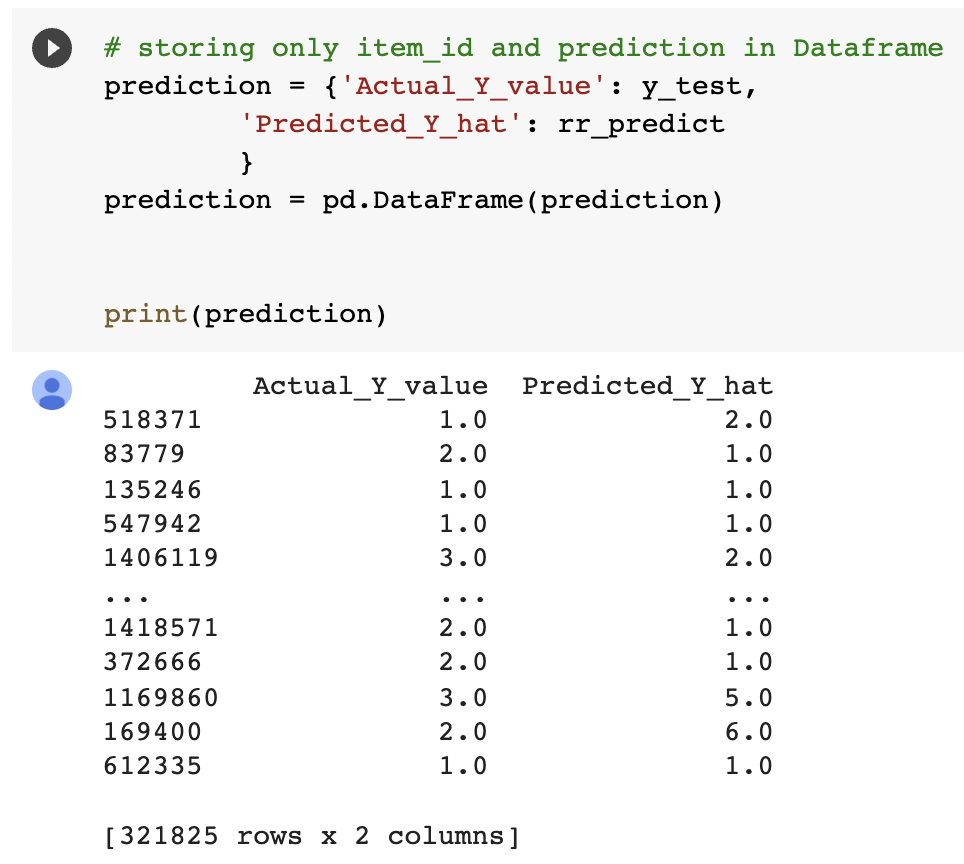 # storing only item_id and prediction in Dataframe
prediction = {'Actual_Y_value': y_test,
        'Predicted_Y_hat': rr_predict
        }
prediction = pd.DataFrame(prediction)
print(prediction)
         Actual_Y_value  Predicted_Y_hat
518371              1.0              2.0
83779               2.0              1.0
135246              1.0              1.0
547942              1.0              1.0
1406119             3.0              2.0
...                 ...              ...
1418571             2.0              1.0
372666              2.0              1.0
1169860             3.0              5.0
169400              2.0              6.0
612335              1.0              1.0
[321825 rows x 2 columns]